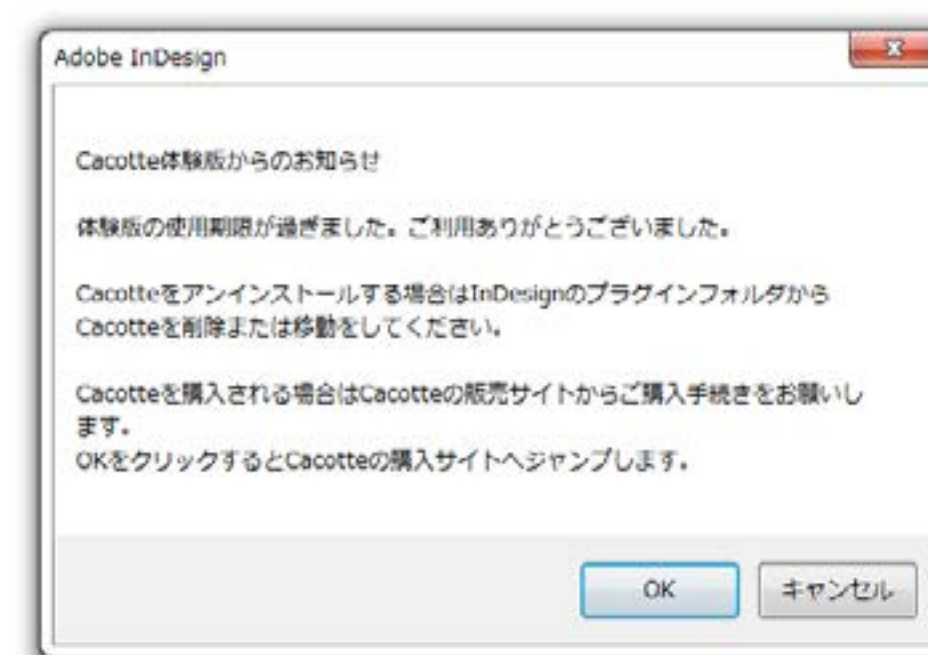 Adobe InDesign
Cacotte体験版からのお知らせ
体験版の使用期限が過ぎました。ご利用ありがとうございました。
Cacotteをアンインストールする場合はInDesignのプラグインフォルダから
Cacotteを削除または移動をしてください。
Cacotteを購入される場合はCacotteの販売サイトからご購入手続きをお願いし
ます。
OKをクリックするとCacotteの購入サイトへジャンプします。
OK
キャンセル